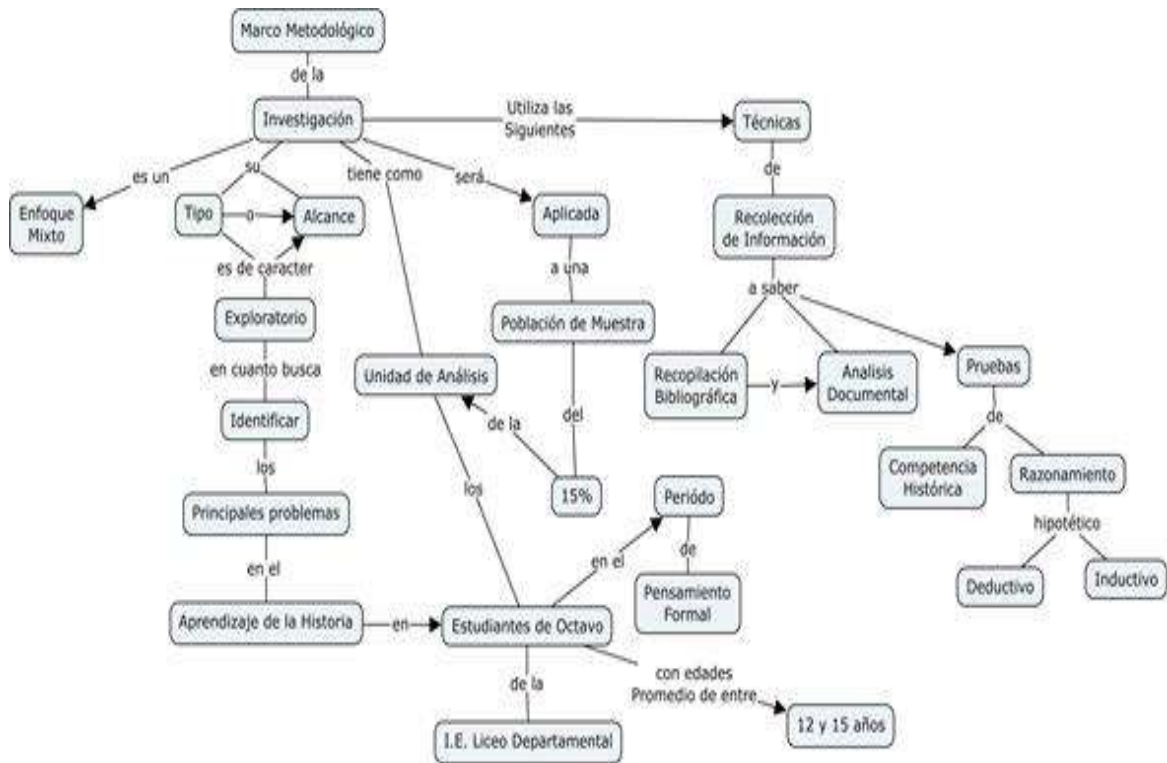 Marco Metodológico
de la
Investigación
Utiliza las
Siguientes
Técnicas
es un
su
tiene como
será
de
Enfoque
Mixto
Tipo
o
Alcance
Aplicada
Recolección
de Información
es de caracter
a una
a saber
Exploratorio
Población de Muestra
en cuanto busca
Unidad de Análisis
Recopilación
Bibliográfica
y
Analisis
Documental
Pruebas
Identificar
de la
del
de
los
los
15%
Competencia
Histórica
Razonamiento
Principales problemas
Periódo
hipotético
en el
en el
de
Deductivo
Inductivo
Aprendizaje de la Historia
en
Estudiantes de Octavo
Pensamiento
Formal
de la
con edades
Promedio de entre
12 y 15 años
I.E. Liceo Departamental